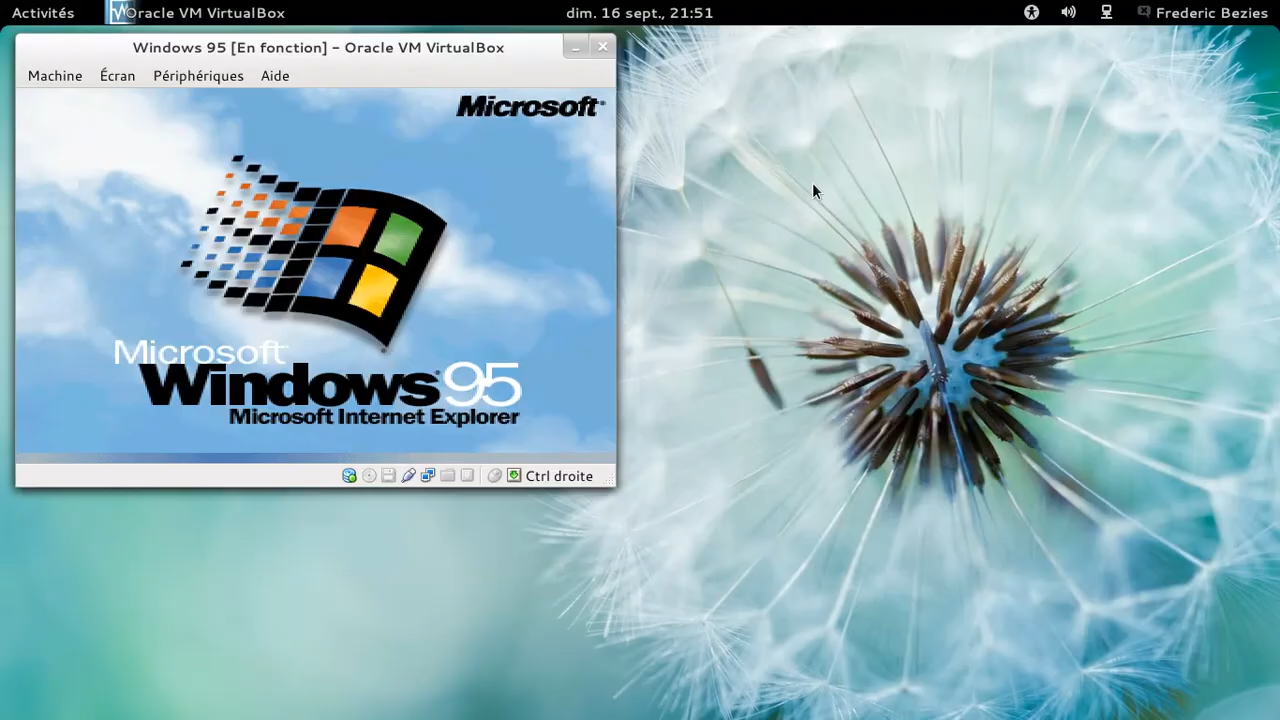 Activités Oracle VM VirtualBox dim. 16 sept., 21:51 Frederic Bezies
Windows 95 [En fonction] - Oracle VM VirtualBox
Machine Écran Périphériques Aide
Microsoft
Microsoft
Windows 95
Microsoft Internet Explorer
Ctrl droite